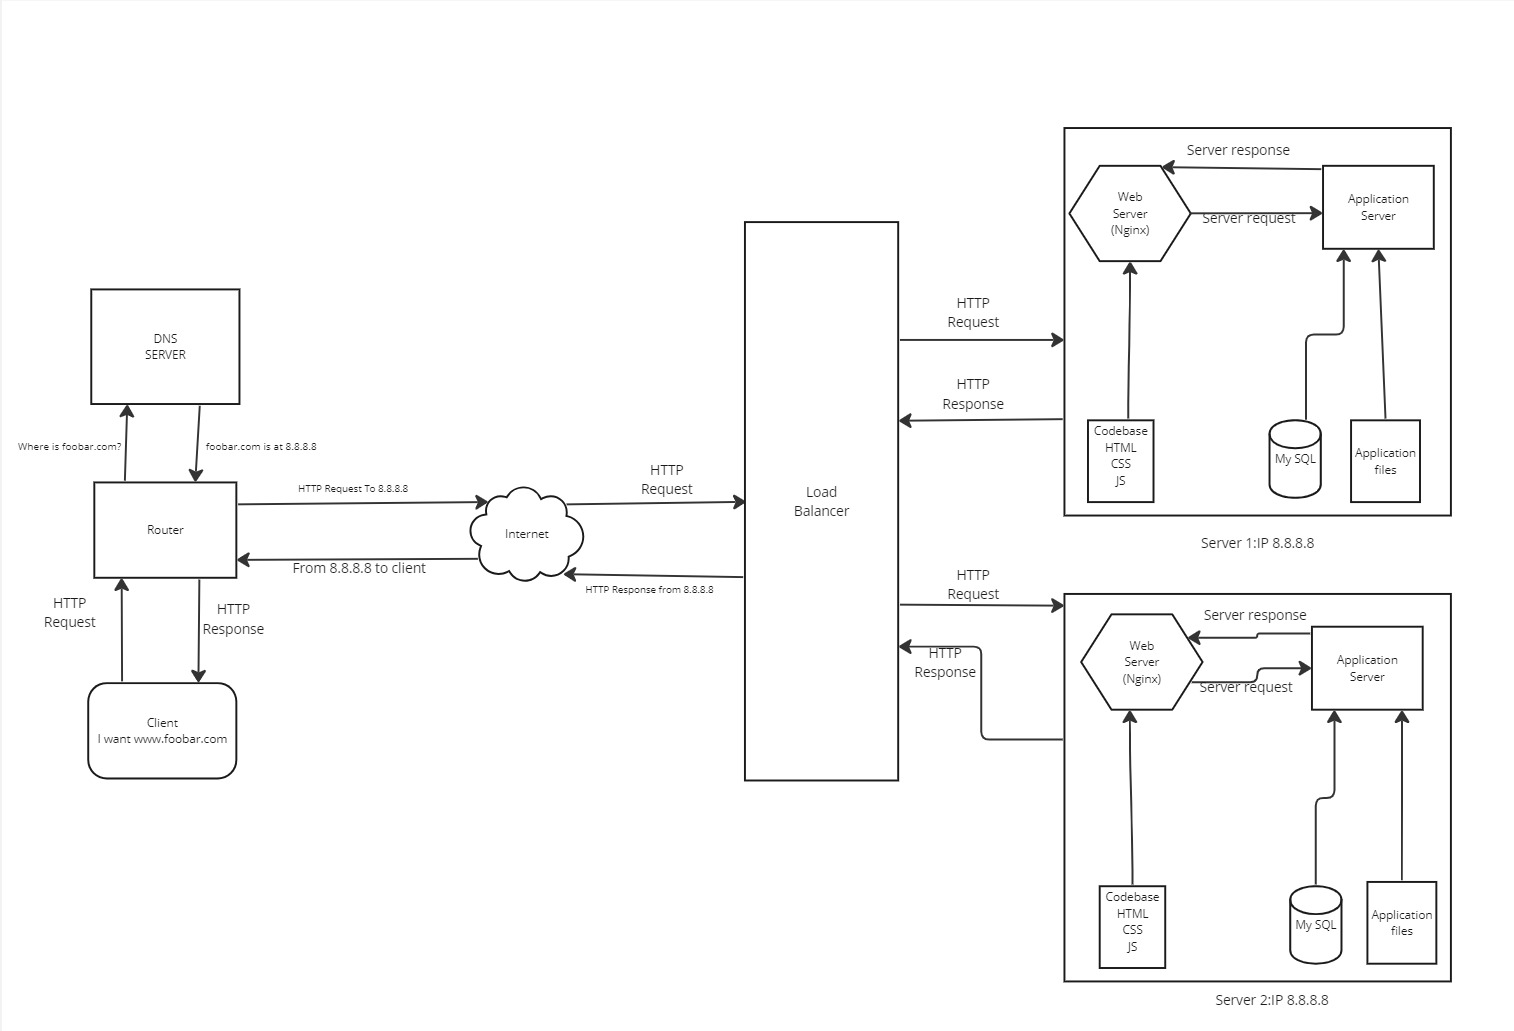 DNS
SERVER
Where is foobar.com?
foobar.com is at 8.8.8.8
Router
HTTP Request To 8.8.8.8
From 8.8.8.8 to client
HTTP
Request
HTTP
Response
Client
I want www.foobar.com
Internet
HTTP
Request
HTTP Response from 8.8.8.8
Load
Balancer
HTTP
Request
HTTP
Response
HTTP
Request
HTTP
Response
Server response
Web
Server
(Nginx)
Server request
Application
Server
Codebase
HTML
CSS
JS
My SQL
Application
files
Server 1:IP 8.8.8.8
Server response
Web
Server
(Nginx)
Server request
Application
Server
Codebase
HTML
CSS
JS
My SQL
Application
files
Server 2:IP 8.8.8.8